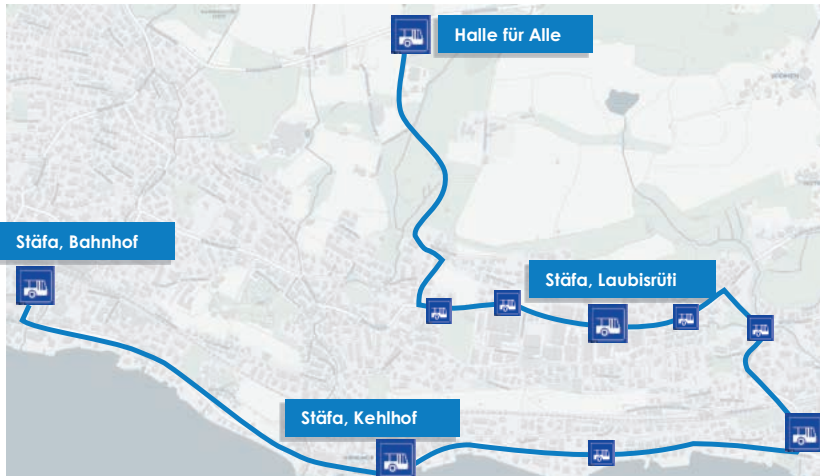 Halle für Alle
Stäfa, Bahnhof
Stäfa, Laubisrüti
Stäfa, Kehlhof